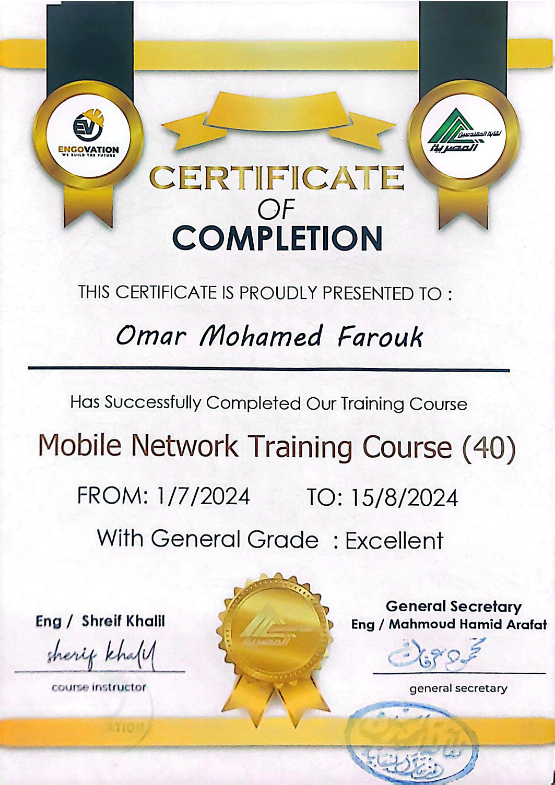 EV
ENGOVATION
WE BUILD THE FUTURE
نقابة المهندسين
المصرية
CERTIFICATE
OF
COMPLETION
THIS CERTIFICATE IS PROUDLY PRESENTED TO :
Omar Mohamed Farouk
Has Successfully Completed Our Training Course
Mobile Network Training Course (40)
FROM: 1/7/2024 TO: 15/8/2024
With General Grade : Excellent
Eng / Shreif Khalil
sherif khalil
course instructor
المصرية
General Secretary
Eng / Mahmoud Hamid Arafat
محمود عرفات
general secretary